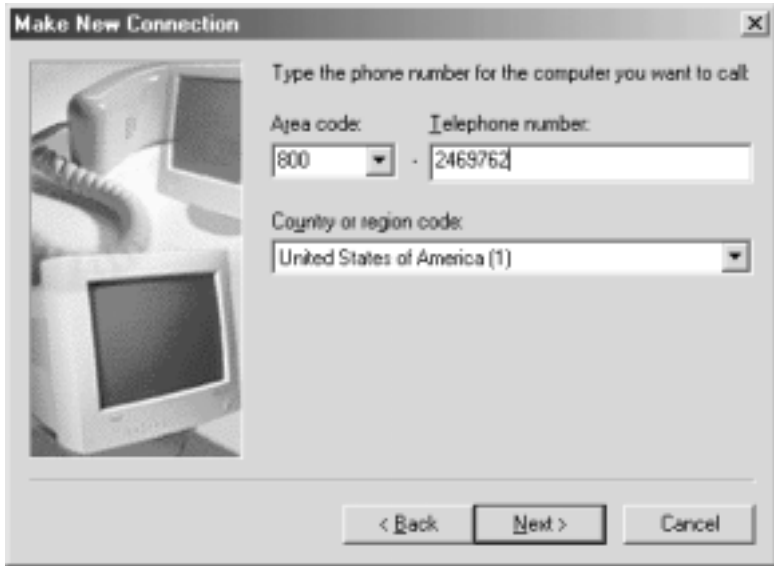 Make New Connection
Type the phone number for the computer you want to call:
Area code: Telephone number:
800 - 2469762
Country or region code:
United States of America (1)
< Back Next > Cancel